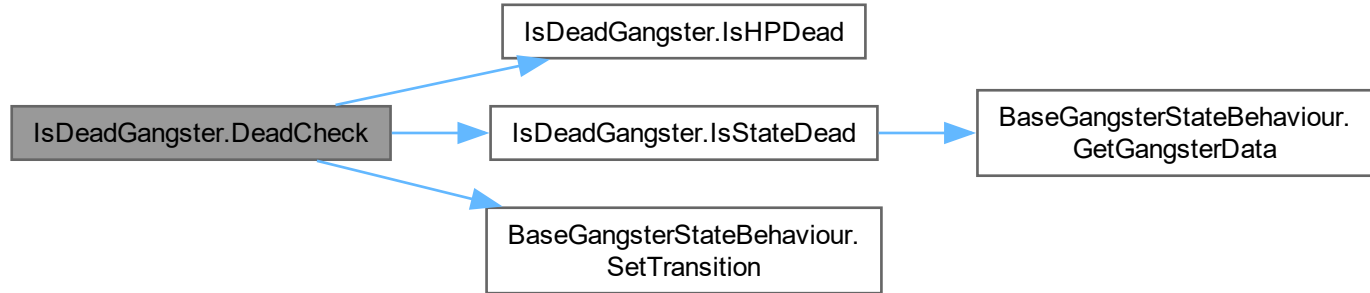 IsDeadGangster.DeadCheck
IsDeadGangster.IsHPDead
IsDeadGangster.IsStateDead
BaseGangsterStateBehaviour.
GetGangsterData
BaseGangsterStateBehaviour.
SetTransition